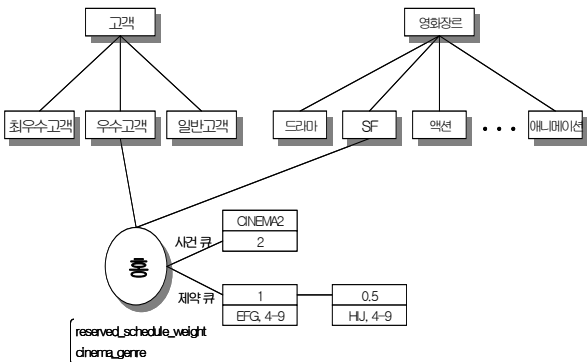 고객
영화장르
최우수고객
우수고객
일반고객
드라마
SF
액션
• • •
애니메이션
홍
사건 큐
CINEMA2
2
제약 큐
1
EFG, 4-9
0.5
HIJ, 4-9
reserved_schedule_weight
cinema_genre